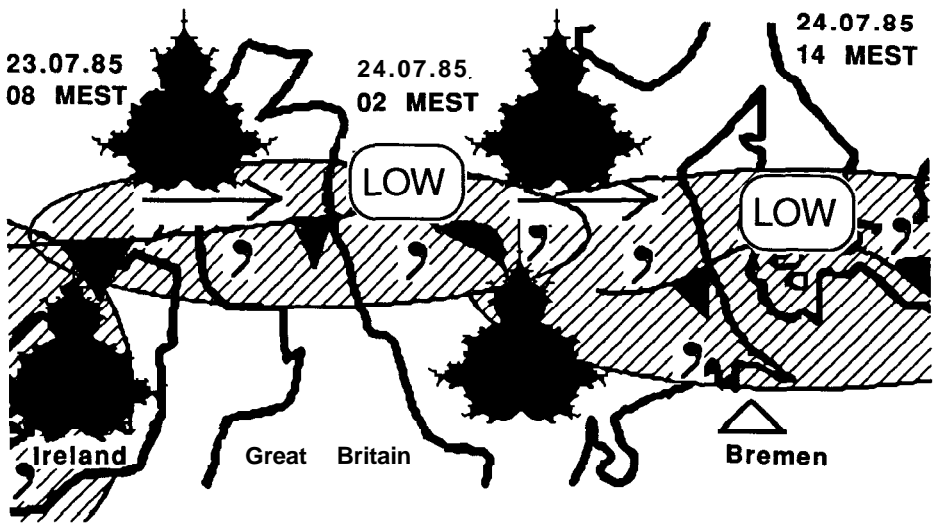 23.07.85
08 MEST
24.07.85
02 MEST
24.07.85
14 MEST
LOW
LOW
Ireland
Great Britain
Bremen